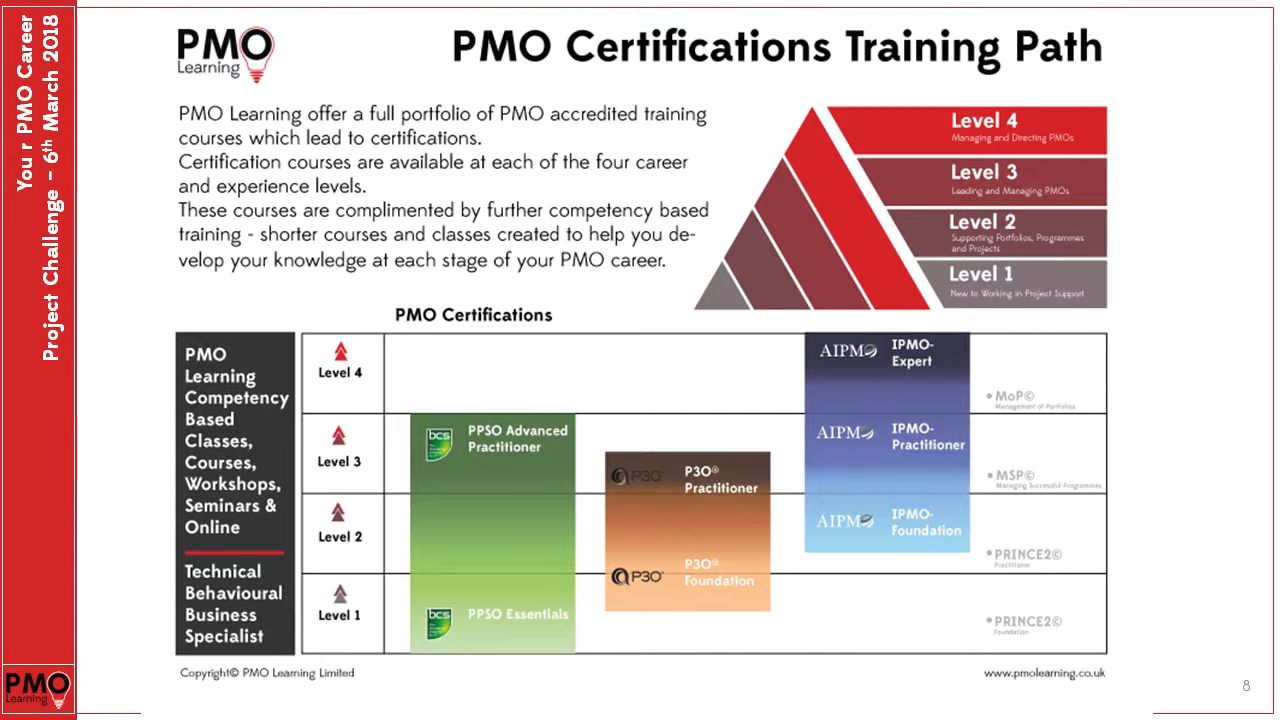 You r PMO Career
Project Challenge – 6th March 2018
PMO
Learning
PMO Certifications Training Path
PMO Learning offer a full portfolio of PMO accredited training
courses which lead to certifications.
Certification courses are available at each of the four career
and experience levels.
These courses are complimented by further competency based
training - shorter courses and classes created to help you de-
velop your knowledge at each stage of your PMO career.
Level 4
Managing and Directing PMOs
Level 3
Leading and Managing PMOs
Level 2
Supporting Portfolios, Programmes
and Projects
Level 1
New to Working in Project Support
PMO Certifications
PMO
Learning
Competency
Based
Classes,
Courses,
Workshops,
Seminars &
Online
Technical
Behavioural
Business
Specialist
Level 4
Level 3
Level 2
Level 1
bcs
PPSO Advanced
Practitioner
bcs
PPSO Essentials
P3O®
P3O®
Practitioner
P3O®
P3O®
Foundation
AIPMO
IPMO-
Expert
AIPMO
IPMO-
Practitioner
AIPMO
IPMO-
Foundation
• MoP©
Management of Portfolios
• MSP©
Managing Successful Programmes
• PRINCE2©
Practitioner
• PRINCE2©
Foundation
Copyright© PMO Learning Limited
www.pmolearning.co.uk
PMO
Learning
8